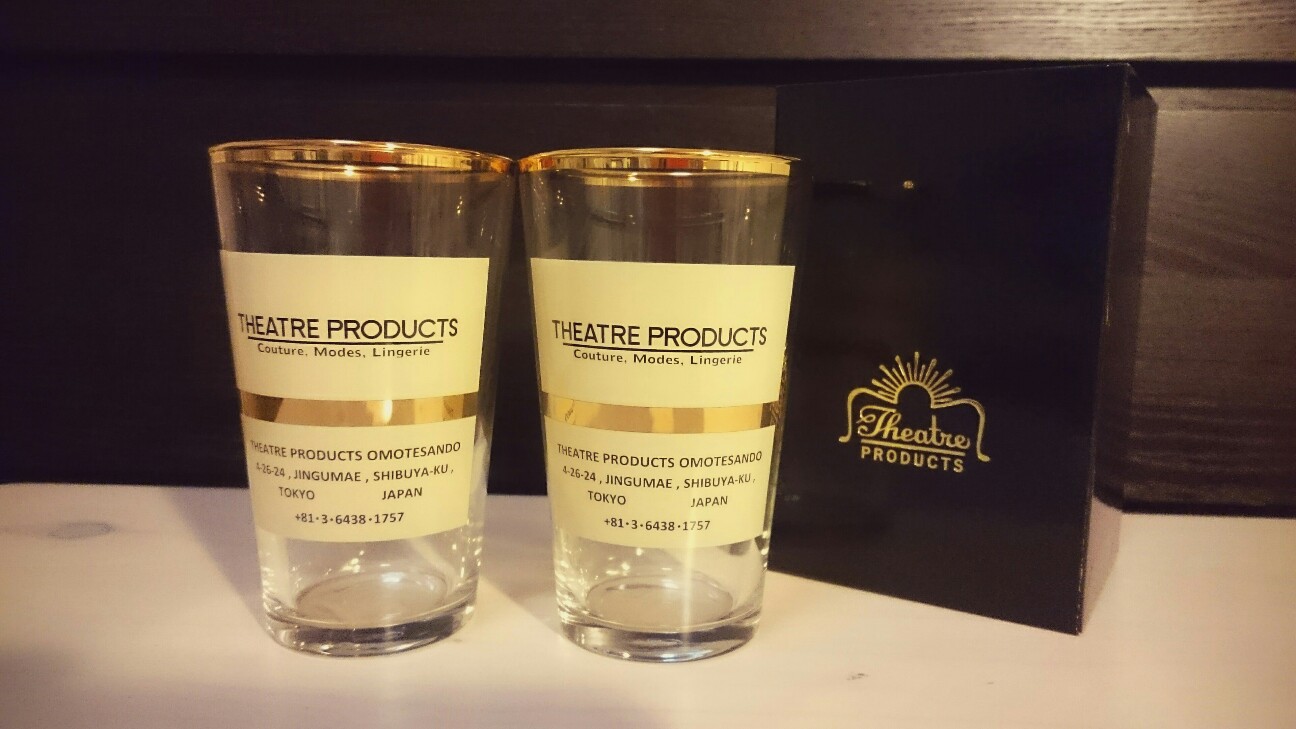 THEATRE PRODUCTS
Couture, Modes, Lingerie
THEATRE PRODUCTS OMOTESANDO
4-26-24 , JINGUMAE , SHIBUYA-KU ,
TOKYO JAPAN
+81・3・6438・1757
THEATRE PRODUCTS
Couture, Modes, Lingerie
THEATRE PRODUCTS OMOTESANDO
4-26-24 , JINGUMAE , SHIBUYA-KU ,
TOKYO JAPAN
+81・3・6438・1757
Theatre
PRODUCTS